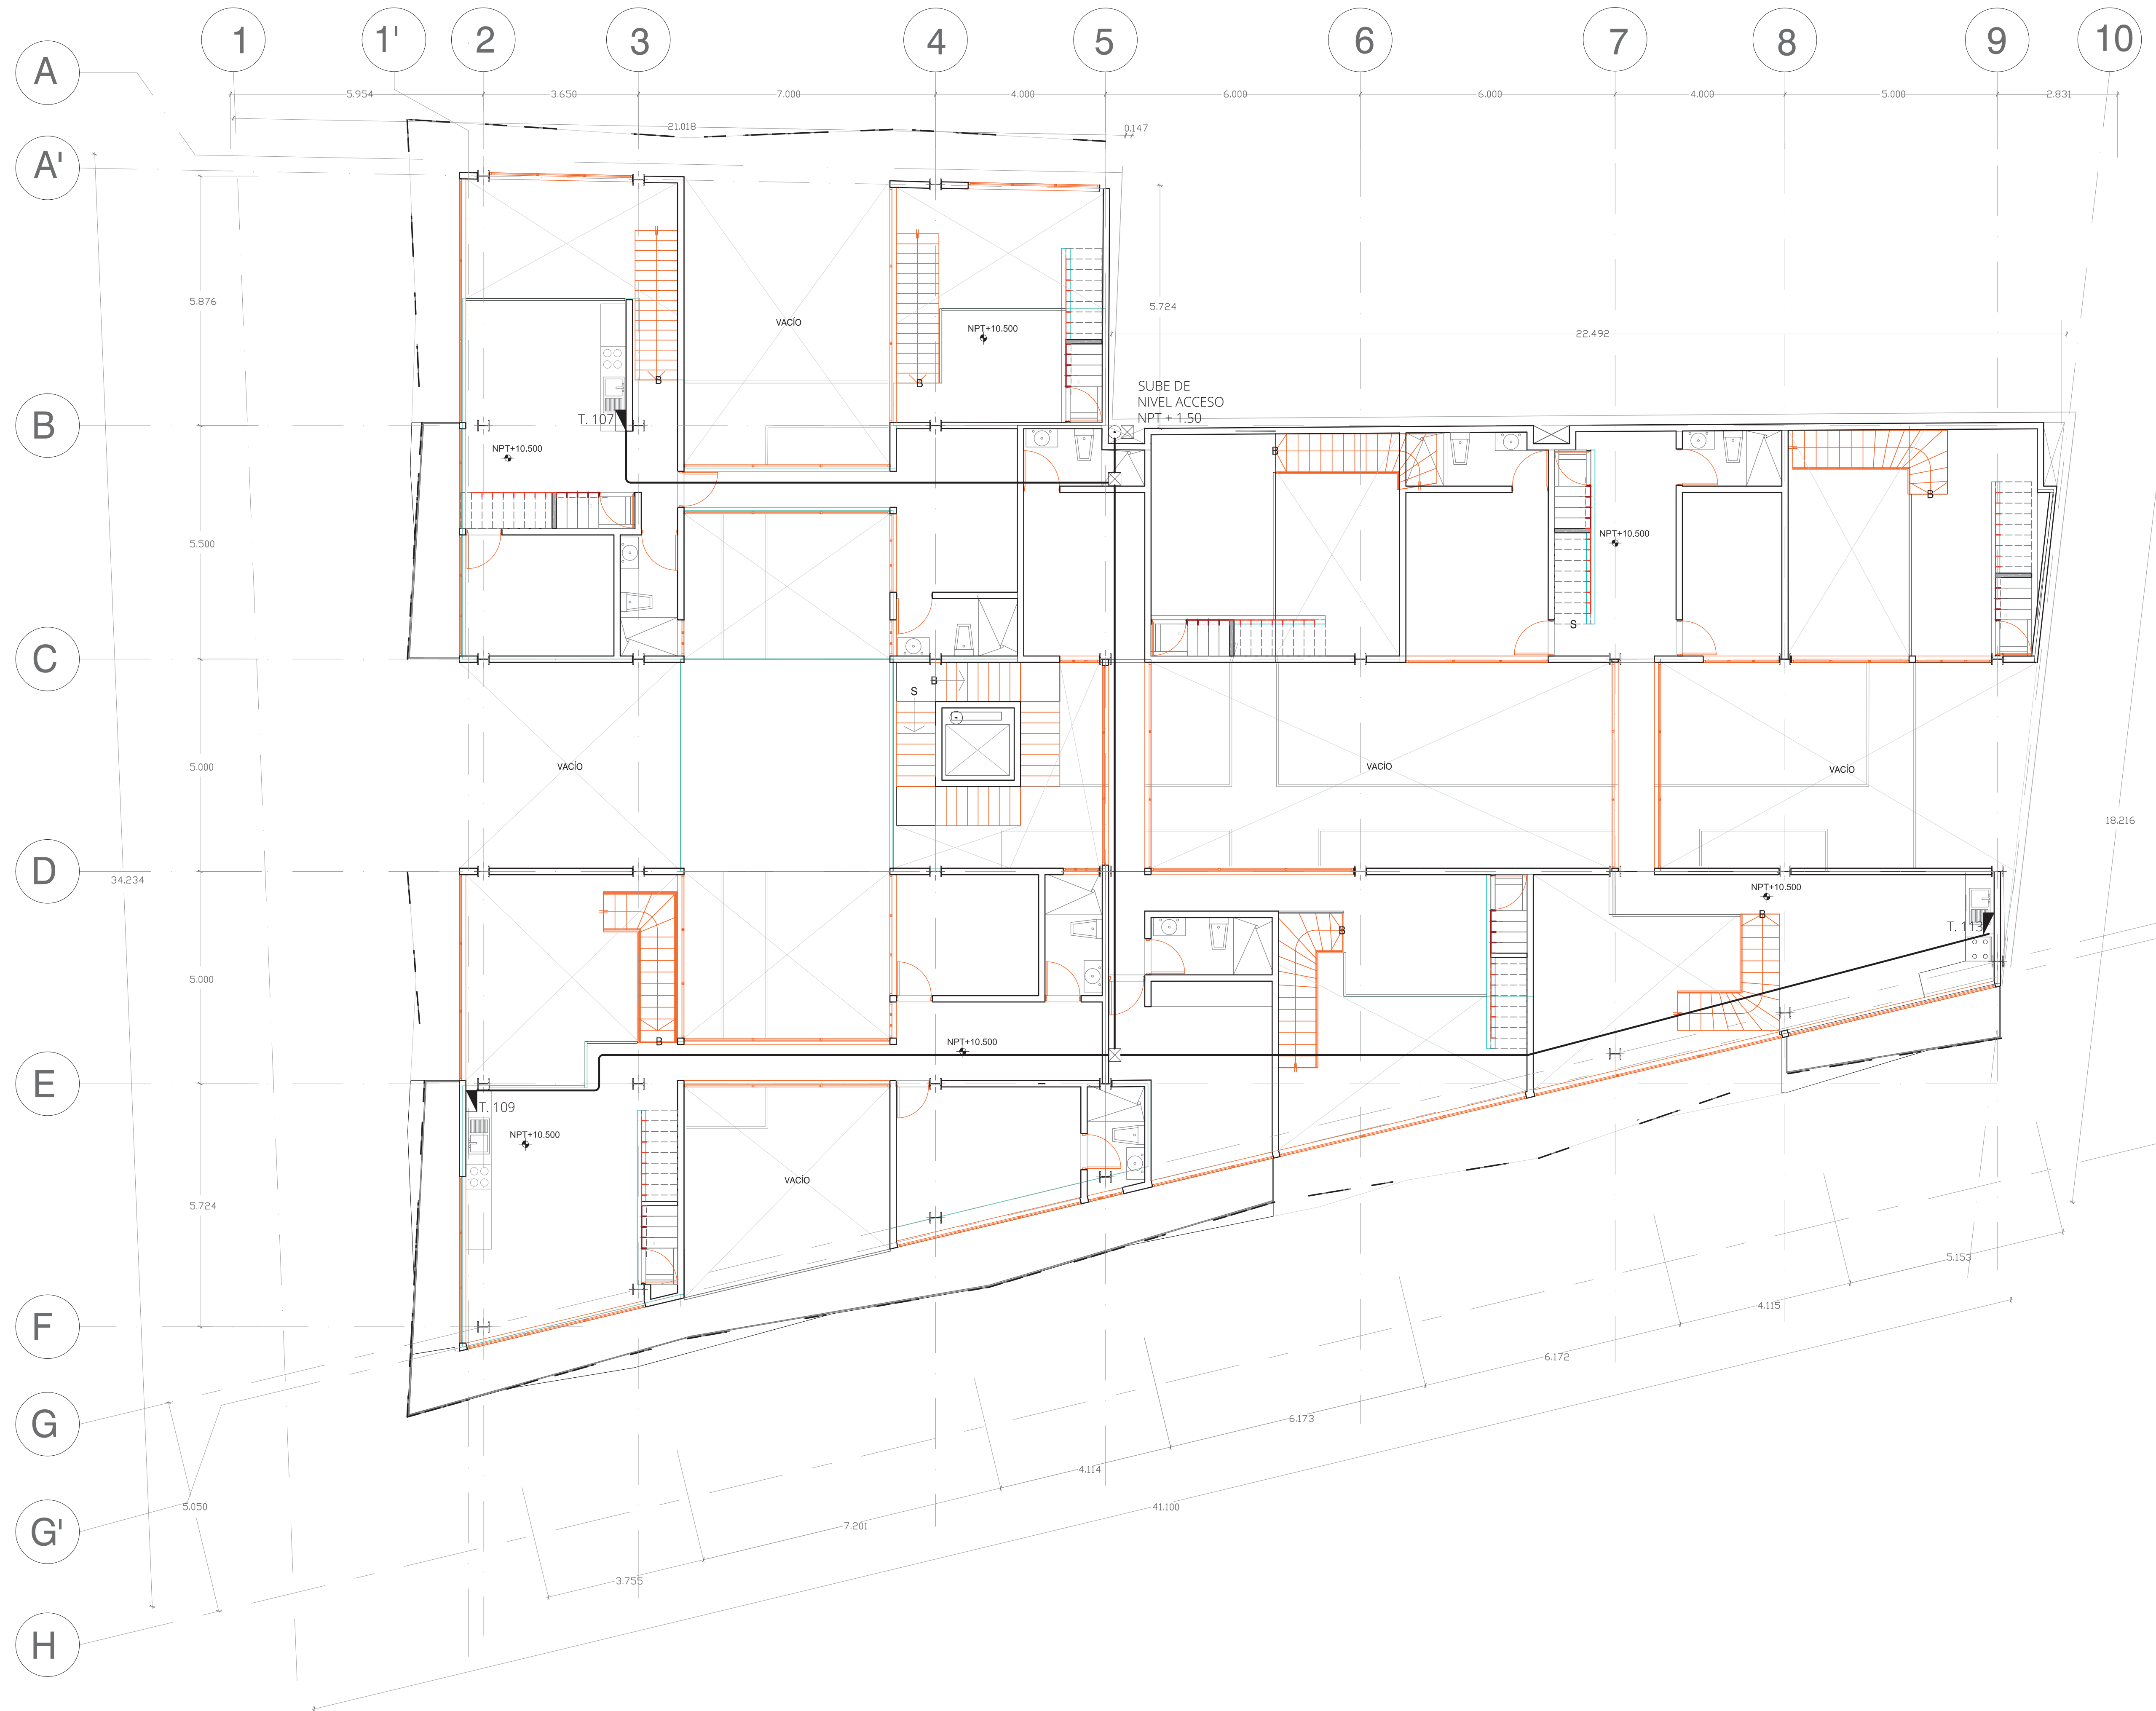 1 1' 2 3 4 5 6 7 8 9 10
A
5.954 3.650 7.000 4.000 6.000 6.000 4.000 5.000 2.831
21.018 0.147
A'
5.876
5.724
VACÍO
NPT+10.500
22.492
B
B
SUBE DE
NIVEL ACCESO
NPT + 1.50
B
T. 107
NPT+10.500
B
B
NPT+10.500
5.500
S
C
B
S
5.000
VACÍO
VACÍO
VACÍO
18.216
D
34.234
NPT+10.500
B
T. 113
B
5.000
B
NPT+10.500
E
T. 109
NPT+10.500
VACÍO
5.724
5.153
4.115
F
6.172
6.173
G
4.114
5.050
41.100
7.201
G'
3.755
H